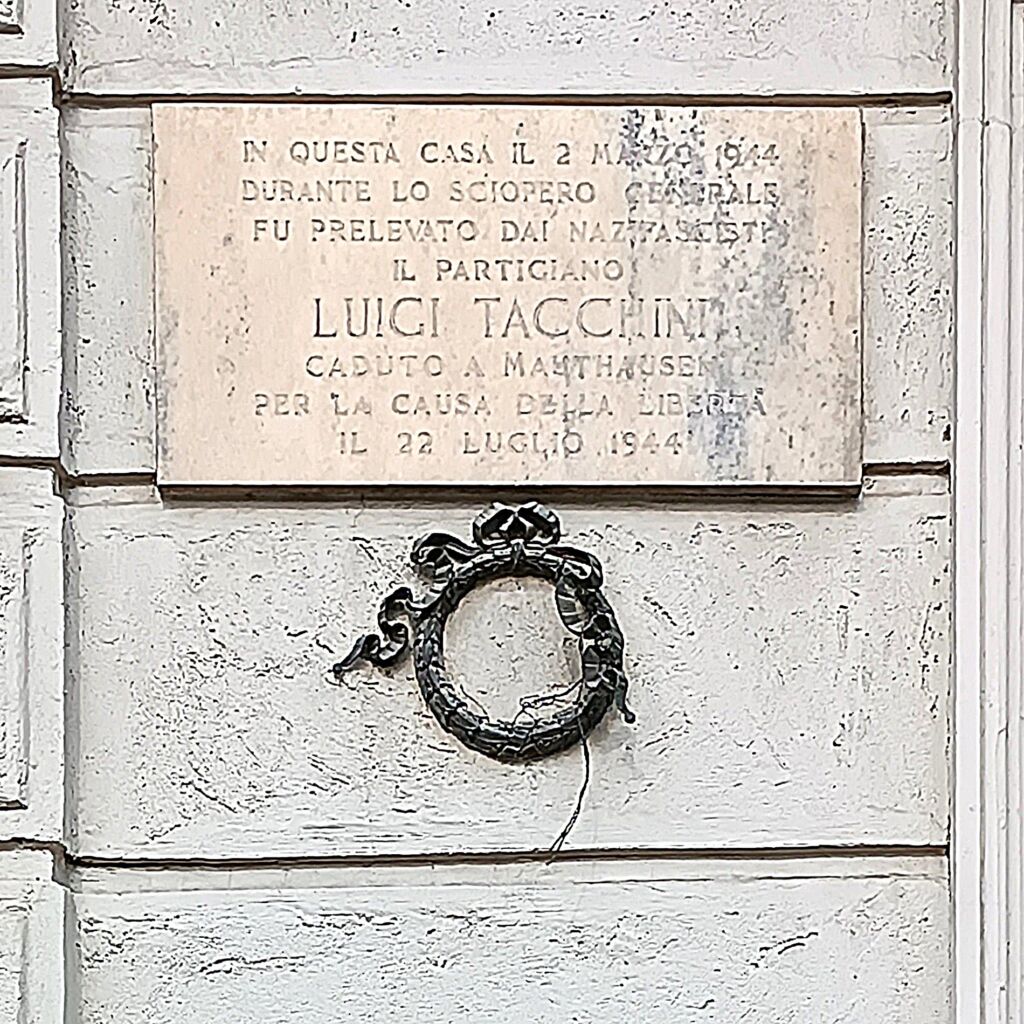 IN QUESTA CASA IL 2 MARZO 1944
DURANTE LO SCIOPERO GENERALE
FU PRELEVATO DAI NAZIFASCISTI
IL PARTIGIANO
LUIGI TACCHINI
CADUTO A MAUTHAUSEN
PER LA CAUSA DELLA LIBERTÀ
IL 22 LUGLIO 1944